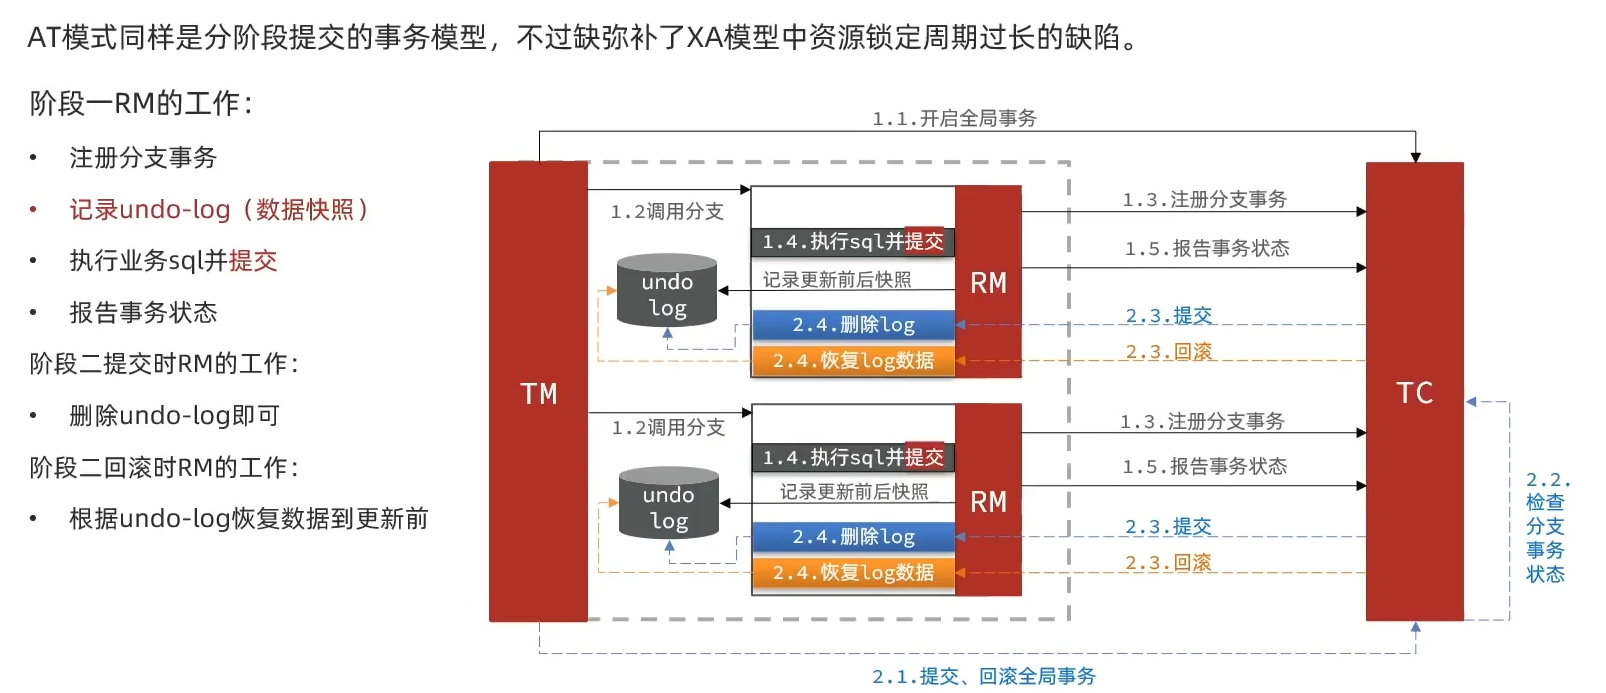 AT模式同样是分阶段提交的事务模型，不过缺弥补了XA模型中资源锁定周期过长的缺陷。
阶段一RM的工作：
• 注册分支事务
• 记录undo-log（数据快照）
• 执行业务sql并提交
• 报告事务状态
阶段二提交时RM的工作：
• 删除undo-log即可
阶段二回滚时RM的工作：
• 根据undo-log恢复数据到更新前
1.1.开启全局事务
TM
1.2调用分支
1.4.执行sql并提交
undo
log
记录更新前后快照
2.4.删除log
2.4.恢复log数据
RM
1.3.注册分支事务
1.5.报告事务状态
2.3.提交
2.3.回滚
1.2调用分支
1.4.执行sql并提交
undo
log
记录更新前后快照
2.4.删除log
2.4.恢复log数据
RM
1.3.注册分支事务
1.5.报告事务状态
2.3.提交
2.3.回滚
TC
2.2.
检查
分支
事务
状态
2.1.提交、回滚全局事务